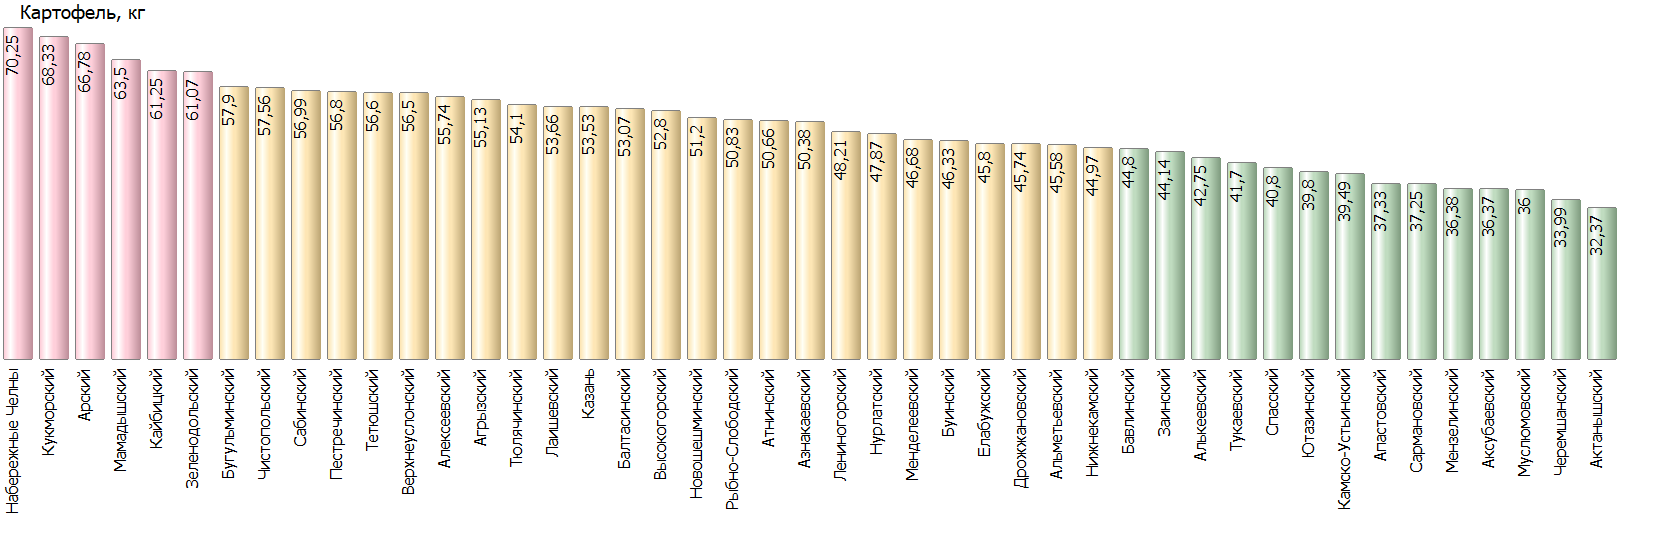 Картофель, кг
70,25
68,33
66,78
63,5
61,25
61,07
57,9
57,56
56,99
56,8
56,6
56,5
55,74
55,13
54,1
53,66
53,53
53,07
52,8
51,2
50,83
50,66
50,38
48,21
47,87
46,68
46,33
45,8
45,74
45,58
44,97
44,8
44,14
42,75
41,7
40,8
39,8
39,49
37,33
37,25
36,38
36,37
36
33,99
32,37
Набережные Челны
Кукморский
Арский
Мамадышский
Кайбицкий
Зеленодольский
Бугульминский
Чистопольский
Сабинский
Пестречинский
Тетюшский
Верхнеуслонский
Алексеевский
Агрызский
Тюлячинский
Лаишевский
Казань
Балтасинский
Высокогорский
Новошешминский
Рыбно-Слободский
Атнинский
Азнакаевский
Лениногорский
Нурлатский
Менделеевский
Буинский
Елабужский
Дрожжановский
Альметьевский
Нижнекамский
Бавлинский
Заинский
Алькеевский
Тукаевский
Спасский
Ютазинский
Камско-Устьинский
Апастовский
Сармановский
Мензелинский
Аксубаевский
Муслюмовский
Черемшанский
Актанышский